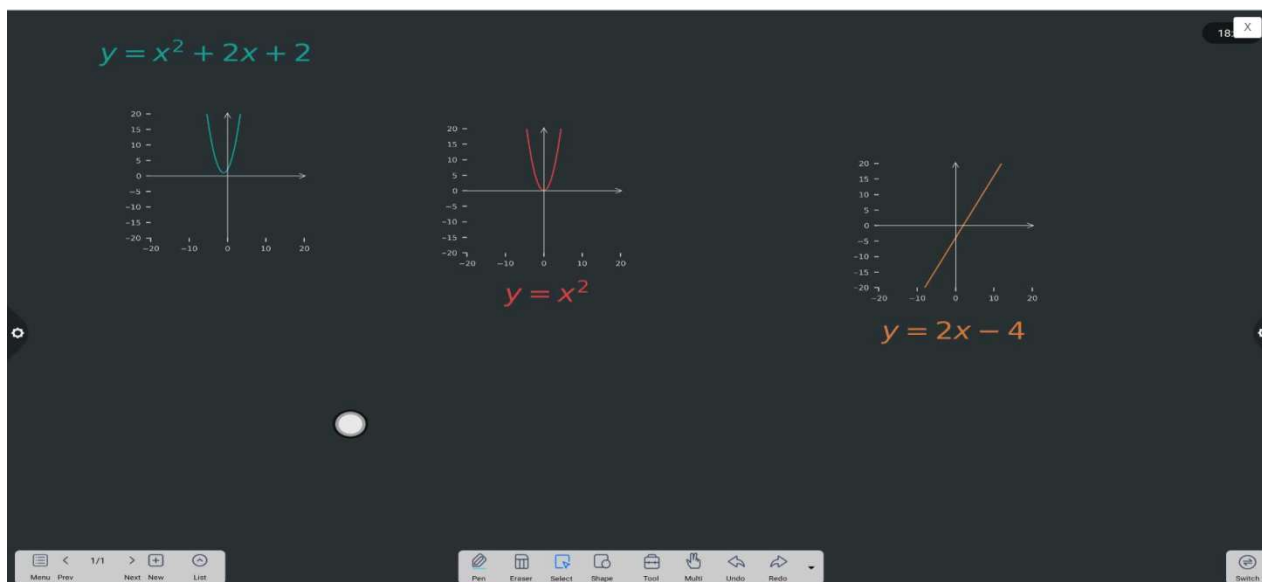 18:
X
y = x² + 2x + 2
20
15
10
5
0
−5
−10
−15
−20
−20 −10 0 10 20
20
15
10
5
0
−5
−10
−15
−20
−20 −10 0 10 20
y = x²
20
15
10
5
0
−5
−10
−15
−20
−20 −10 0 10 20
y = 2x − 4
1/1
Menu Prev Next New List
Pen Eraser Select Shape Tool Multi Undo Redo
Switch